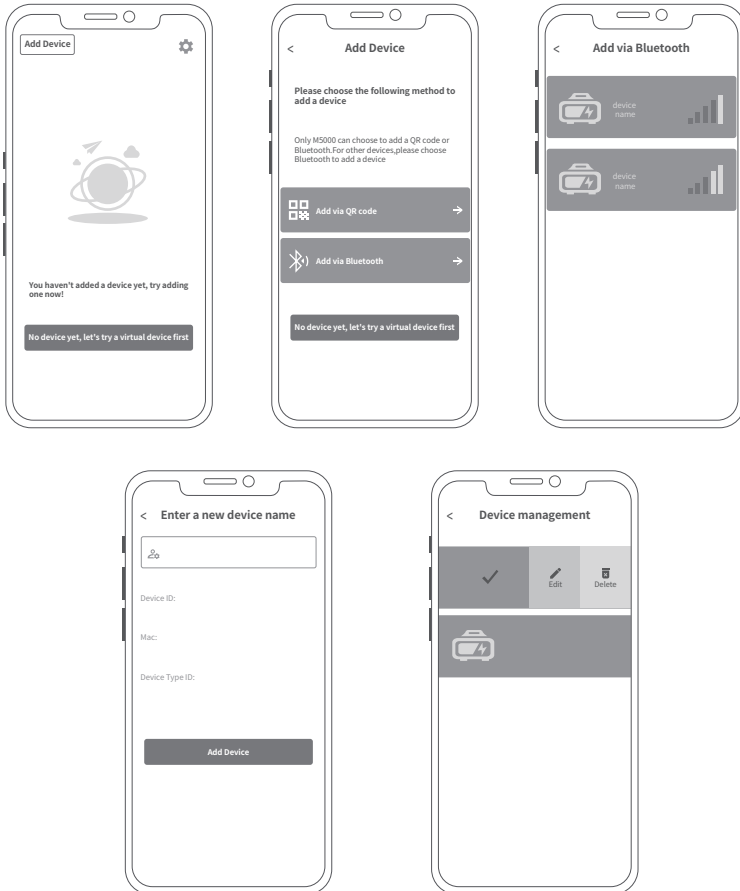 Add Device
You haven't added a device yet, try adding
one now!
No device yet, let's try a virtual device first
< Add Device
Please choose the following method to
add a device
Only M5000 can choose to add a QR code or
Bluetooth.For other devices,please choose
Bluetooth to add a device
Add via QR code
Add via Bluetooth
No device yet, let's try a virtual device first
< Add via Bluetooth
device
name
device
name
< Enter a new device name
Device ID:
Mac:
Device Type ID:
Add Device
< Device management
Edit
Delete